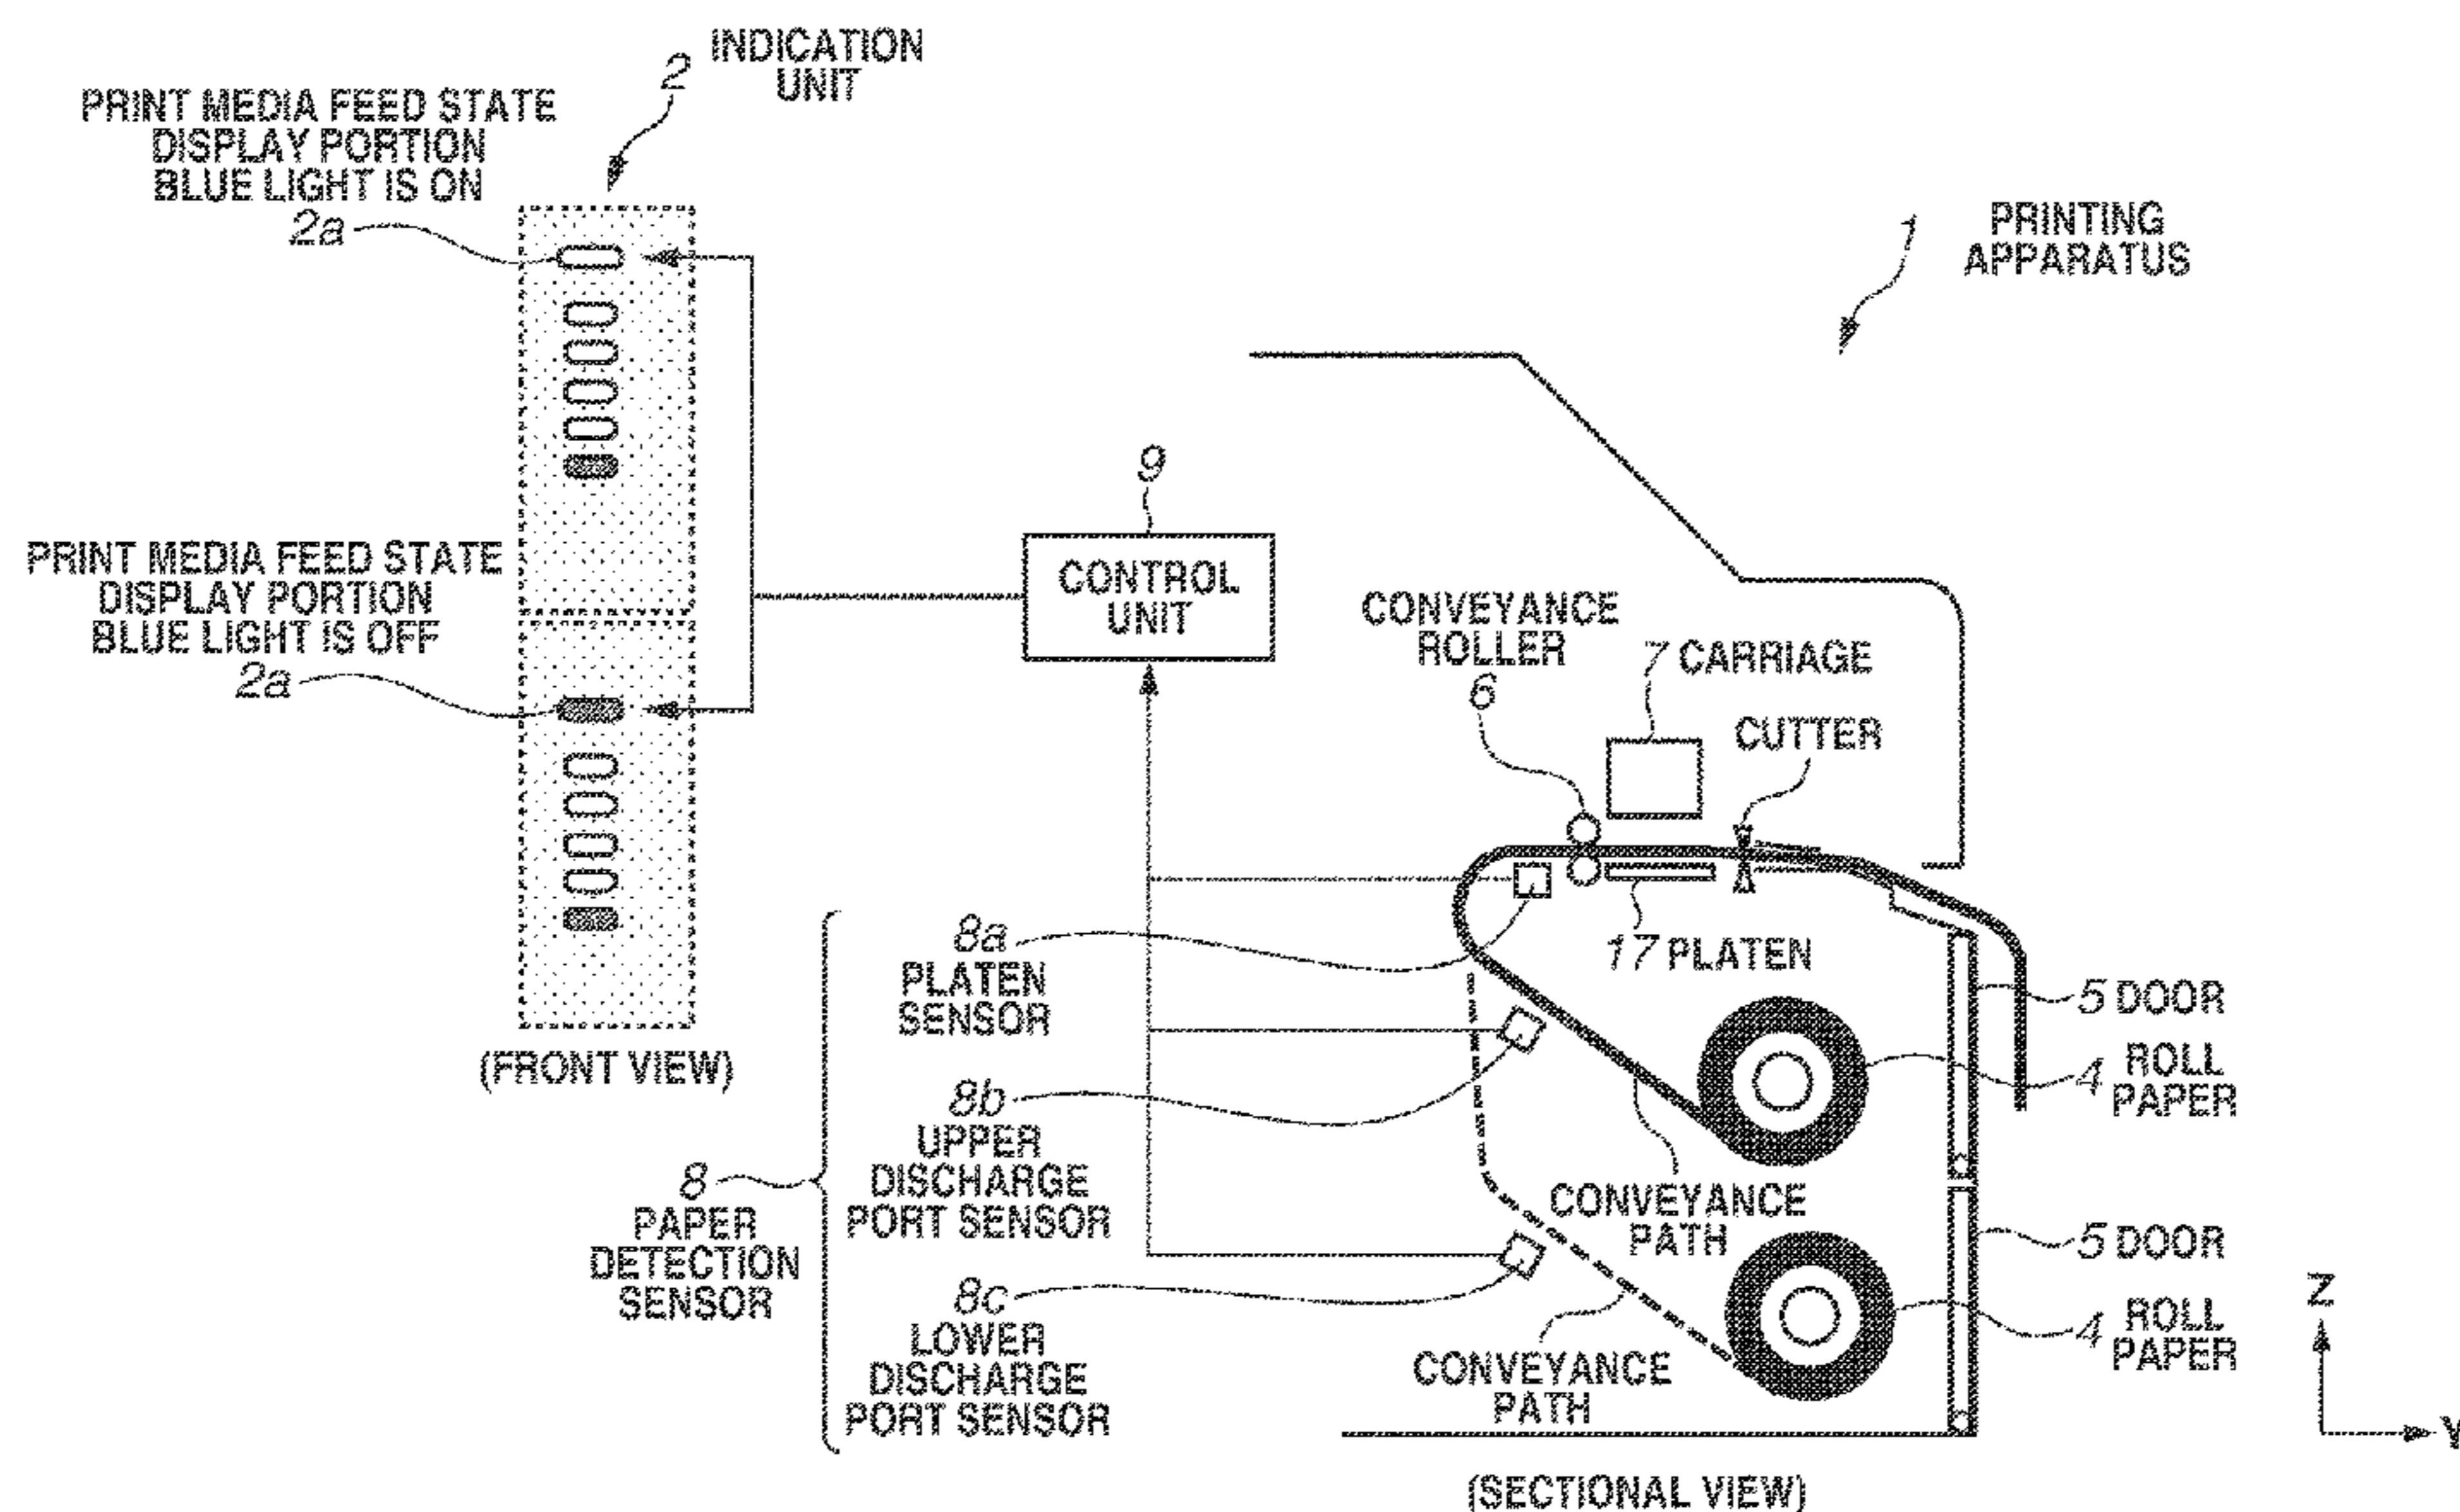 2
INDICATION
UNIT
PRINT MEDIA FEED STATE
DISPLAY PORTION
BLUE LIGHT IS ON
2a
1
PRINTING
APPARATUS
9
CONTROL
UNIT
PRINT MEDIA FEED STATE
DISPLAY PORTION
BLUE LIGHT IS OFF
2a
CONVEYANCE
ROLLER
6
7 CARRIAGE
CUTTER
8a
PLATEN
SENSOR
17 PLATEN
5 DOOR
(FRONT VIEW)
4 ROLL
PAPER
8b
UPPER
DISCHARGE
PORT SENSOR
8
PAPER
DETECTION
SENSOR
CONVEYANCE
PATH
5 DOOR
8c
LOWER
DISCHARGE
PORT SENSOR
CONVEYANCE
PATH
4 ROLL
PAPER
Z
Y
(SECTIONAL VIEW)